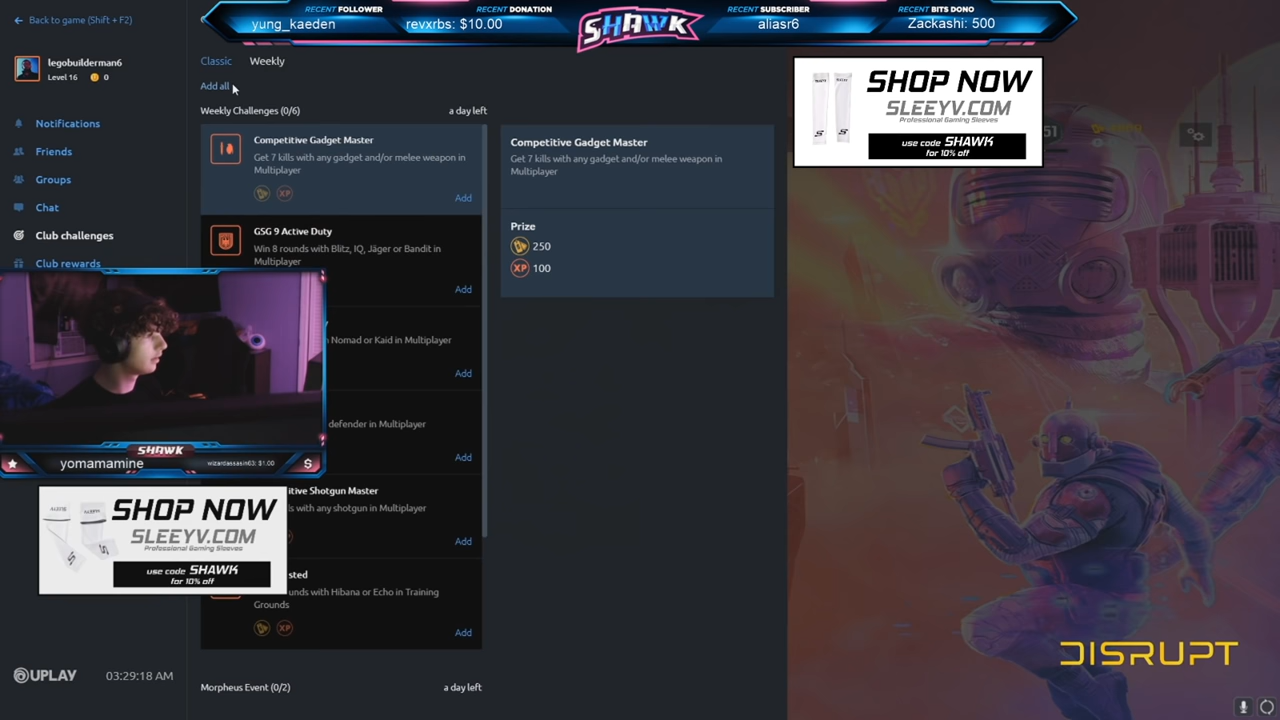 Back to game (Shift + F2)
RECENT FOLLOWER
yung_kaeden
RECENT DONATION
revxrbs: $10.00
SHAWK
RECENT SUBSCRIBER
aliasr6
RECENT BITS DONO
Zackashi: 500
legobuilderman6
Level 16
0
Notifications
Friends
Groups
Chat
Club challenges
Club rewards
Classic
Weekly
Add all
Weekly Challenges (0/6)
a day left
Competitive Gadget Master
Get 7 kills with any gadget and/or melee weapon in
Multiplayer
XP
Add
GSG 9 Active Duty
Win 8 rounds with Blitz, IQ, Jäger or Bandit in
Multiplayer
Add
Nomad or Kaid in Multiplayer
Add
defender in Multiplayer
Add
itive Shotgun Master
ls with any shotgun in Multiplayer
Add
sted
unds with Hibana or Echo in Training
Grounds
XP
Add
Morpheus Event (0/2)
a day left
Competitive Gadget Master
Get 7 kills with any gadget and/or melee weapon in
Multiplayer
Prize
250
XP 100
SHOP NOW
SLEEYV.COM
Professional Gaming Sleeves
use code SHAWK
for 10% off
51
SHAWK
yomamamine
wizardassasin63: $1.00
$
SHOP NOW
SLEEYV.COM
Professional Gaming Sleeves
use code SHAWK
for 10% off
UPLAY
03:29:18 AM
DISRUPT